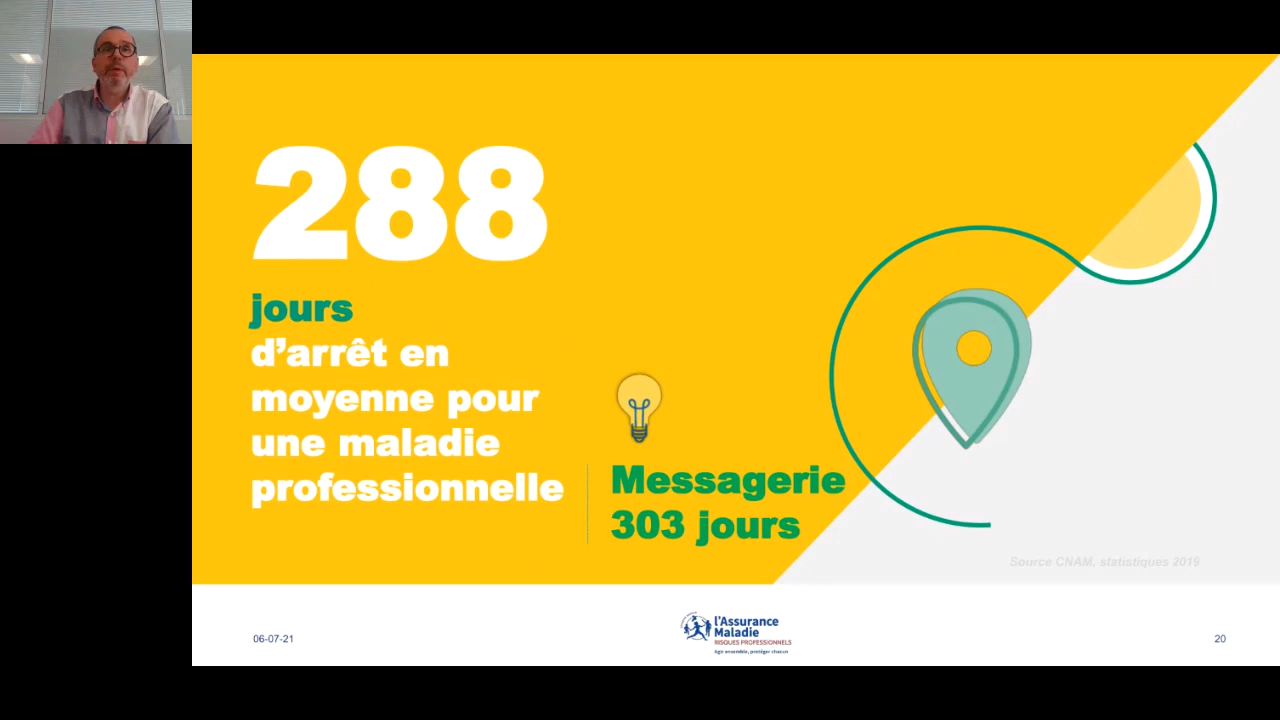 288
jours
d’arrêt en
moyenne pour
une maladie
professionnelle
Messagerie
303 jours
Source CNAM, statistiques 2019
06-07-21
l'Assurance
Maladie
RISQUES PROFESSIONNELS
Agir ensemble, protéger chacun
20